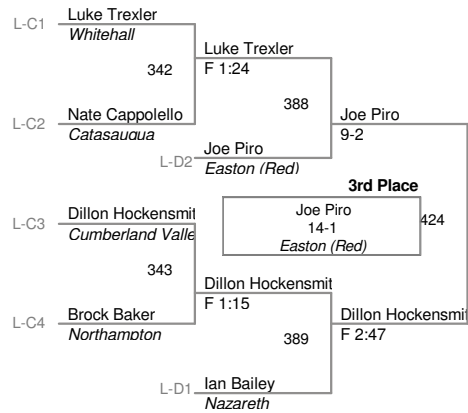 L-C1 Luke Trexler
Whitehall
342
Luke Trexler
F 1:24
L-C2 Nate Cappolello
Catasauqua
388
L-D2 Joe Piro
Easton (Red)
Joe Piro
9-2
3rd Place
Joe Piro
14-1
Easton (Red)
424
L-C3 Dillon Hockensmit
Cumberland Valle
343
Dillon Hockensmit
F 1:15
L-C4 Brock Baker
Northampton
389
Dillon Hockensmit
F 2:47
L-D1 Ian Bailey
Nazareth